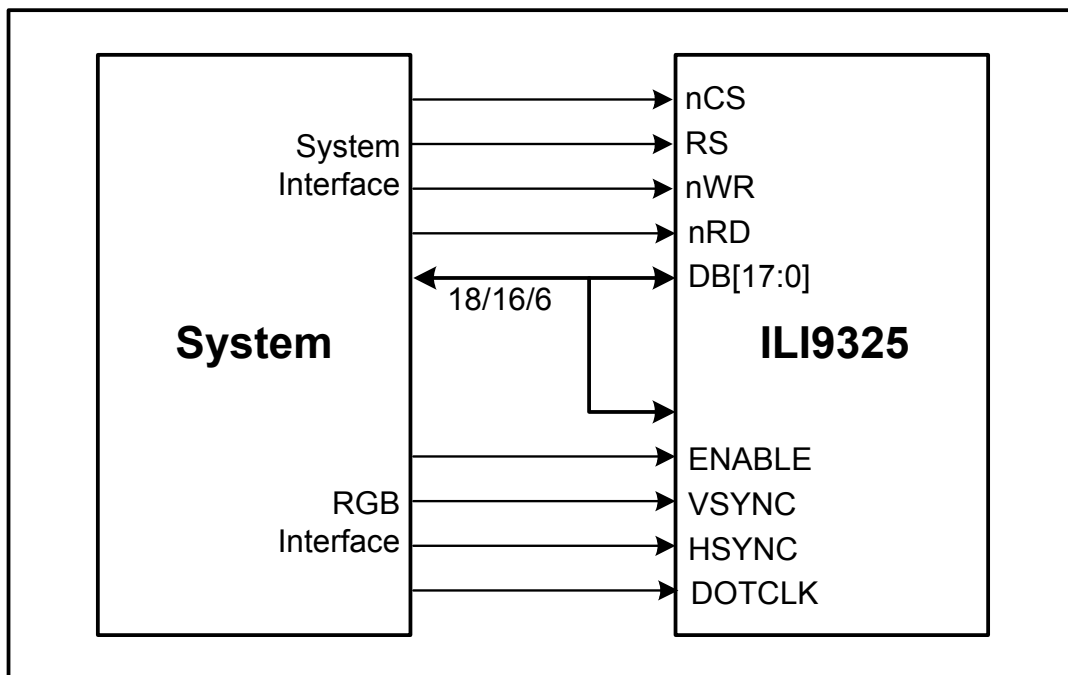 System
Interface
nCS
RS
nWR
nRD
DB[17:0]
18/16/6
System
ILI9325
RGB
Interface
ENABLE
VSYNC
HSYNC
DOTCLK